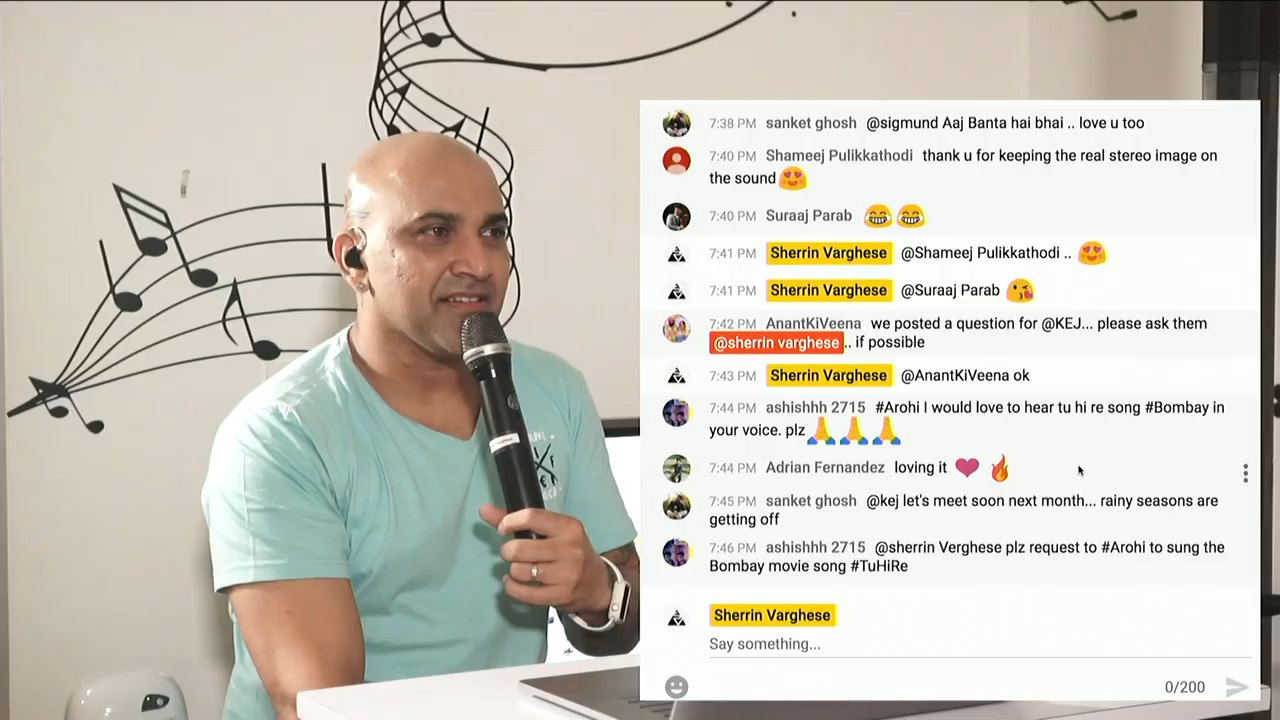 7:38 PM sanket ghosh @sigmund Aaj Banta hai bhai .. love u too
7:40 PM Shameej Pulikkathodi thank u for keeping the real stereo image on
the sound😍
7:40 PM Suraaj Parab 😂 😂
7:41 PM Sherrin Varghese @Shameej Pulikkathodi .. 😍
7:41 PM Sherrin Varghese @Suraaj Parab 😘
7:42 PM AnantKiVeena we posted a question for @KEJ... please ask them
@sherrin varghese.. if possible
7:43 PM Sherrin Varghese @AnantKiVeena ok
7:44 PM ashishhh 2715 #Arohi I would love to hear tu hi re song #Bombay in
your voice. plz🙏 🙏 🙏
7:44 PM Adrian Fernandez loving it ❤️ 🔥
7:45 PM sanket ghosh @kej let's meet soon next month... rainy seasons are
getting off
7:46 PM ashishhh 2715 @sherrin Verghese plz request to #Arohi to sung the
Bombay movie song #TuHiRe
Sherrin Varghese
Say something...
0/200